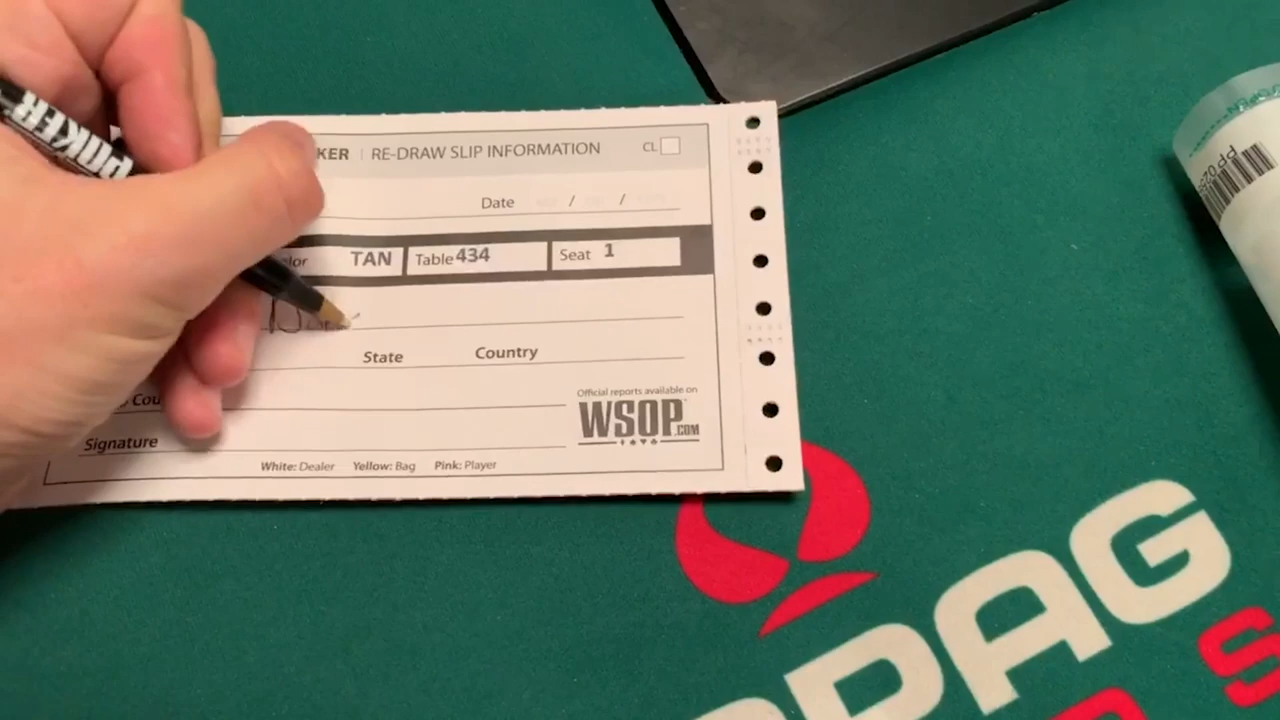 POKER
KER | RE-DRAW SLIP INFORMATION CL
Date / /
TAN Table 434 Seat 1
State Country
Official reports available on
WSOP.COM
Signature
White: Dealer Yellow: Bag Pink: Player
PAG